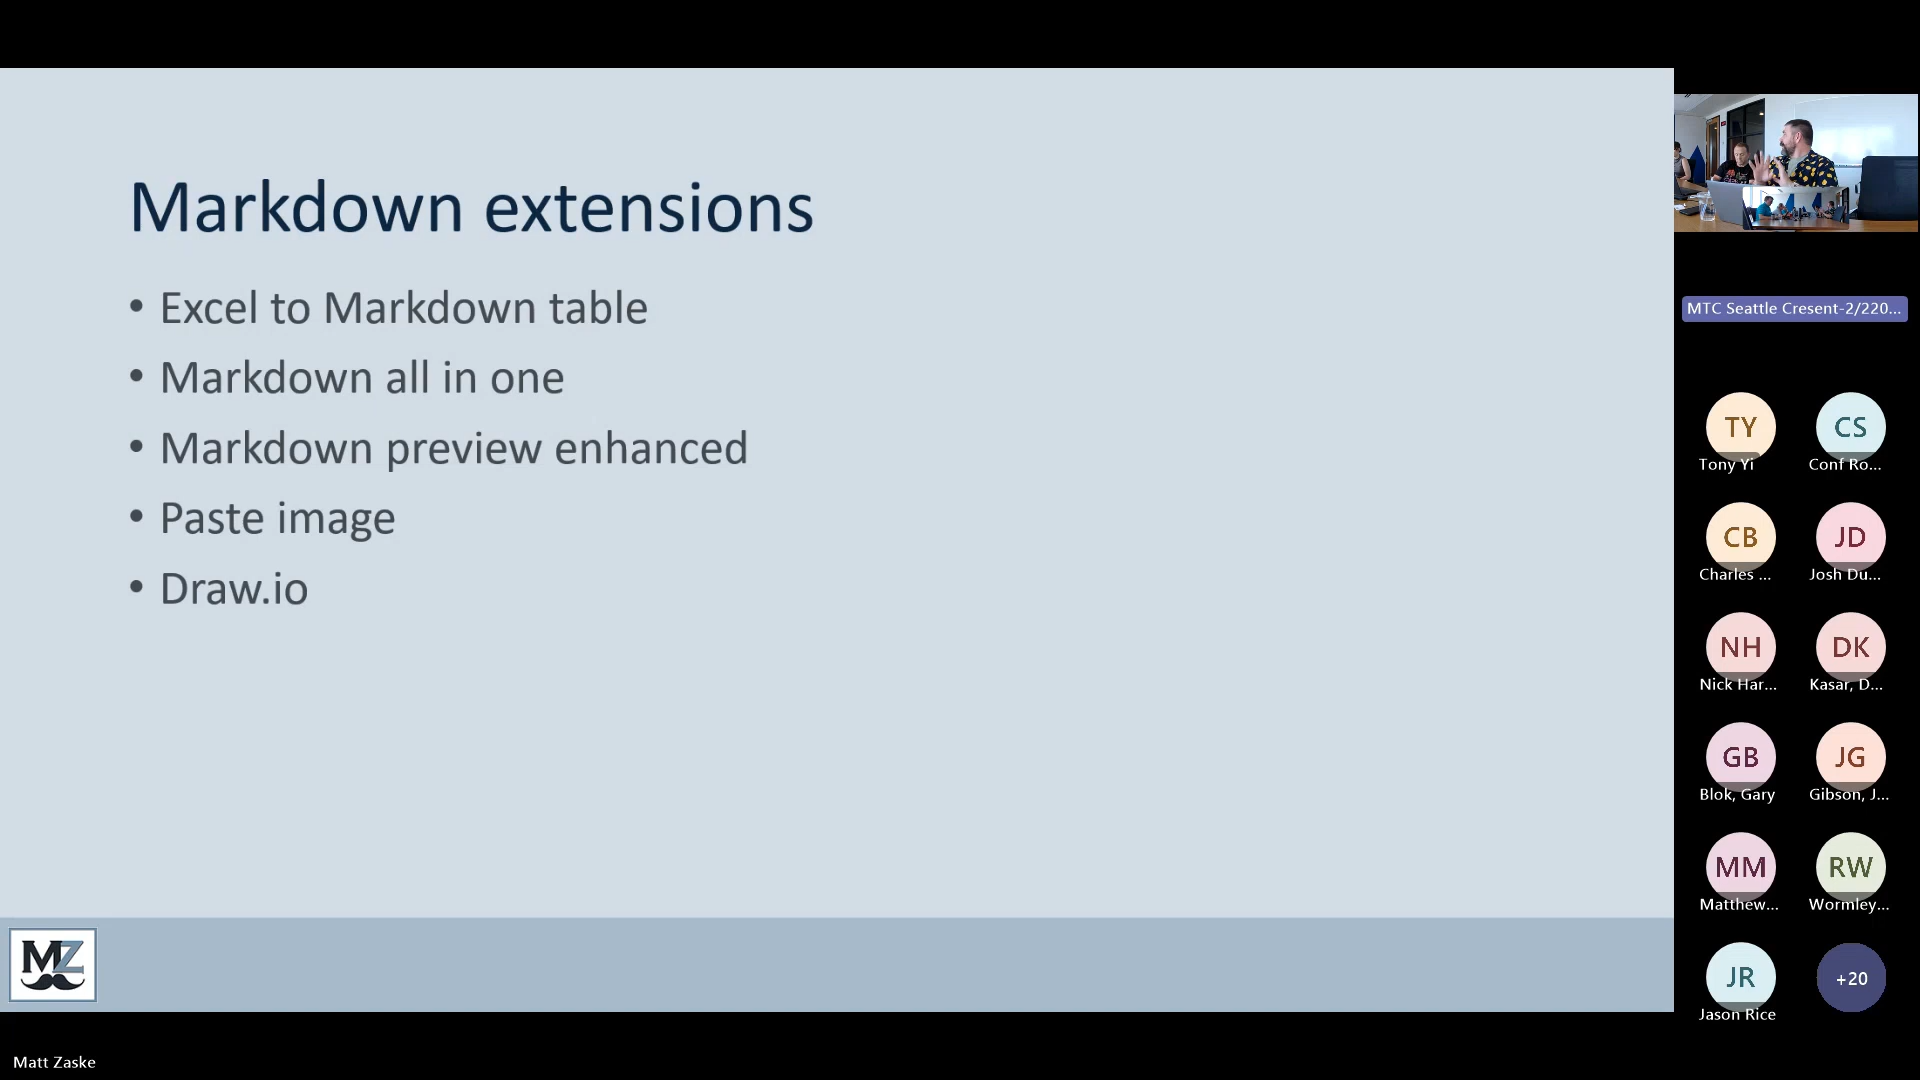 Markdown extensions
• Excel to Markdown table
• Markdown all in one
• Markdown preview enhanced
• Paste image
• Draw.io
MZ
Matt Zaske
MTC Seattle Cresent-2/220...
TY
Tony Yi
CS
Conf Ro...
CB
Charles ...
JD
Josh Du...
NH
Nick Har...
DK
Kasar, D...
GB
Blok, Gary
JG
Gibson, J...
MM
Matthew...
RW
Wormley...
JR
Jason Rice
+20